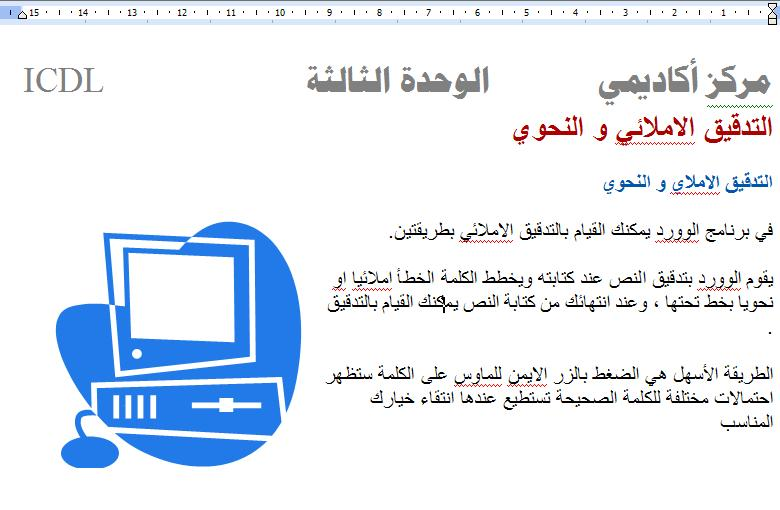 15 14 13 12 11 10 9 8 7 6 5 4 3 2 1
مركز أكاديمي الوحدة الثالثة ICDL
التدقيق الاملائي و النحوي
التدقيق الاملاي و النحوي
في برنامج الوورد يمكنك القيام بالتدقيق الاملائي بطريقتين.
يقوم الوورد بتدقيق النص عند كتابته ويخطط الكلمة الخطأ املائيا او
نحويا بخط تحتها ، وعند انتهائك من كتابة النص يمكنك القيام بالتدقيق
.
الطريقة الأسهل هي الضغط بالزر الايمن للماوس على الكلمة ستظهر
احتمالات مختلفة للكلمة الصحيحة تستطيع عندها انتقاء خيارك
المناسب